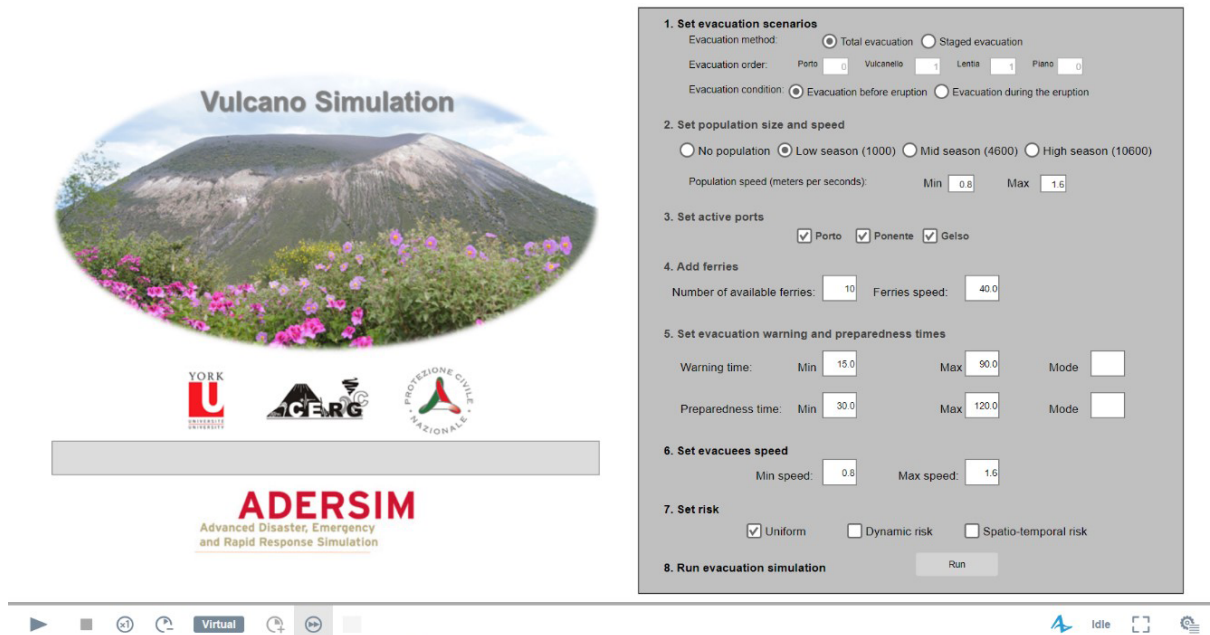 Vulcano Simulation
YORK
U
UNIVERSITÉ
UNIVERSITY
CERG
PROTEZIONE CIVILE
NAZIONALE
ADERSIM
Advanced Disaster, Emergency
and Rapid Response Simulation
1. Set evacuation scenarios
Evacuation method: Total evacuation Staged evacuation
Evacuation order: Porto 0 Vulcanello 1 Lentia 1 Piano 0
Evacuation condition: Evacuation before eruption Evacuation during the eruption
2. Set population size and speed
No population Low season (1000) Mid season (4600) High season (10600)
Population speed (meters per seconds): Min 0.8 Max 1.6
3. Set active ports
Porto Ponente Gelso
4. Add ferries
Number of available ferries: 10 Ferries speed: 40.0
5. Set evacuation warning and preparedness times
Warning time: Min 15.0 Max 90.0 Mode
Preparedness time: Min 30.0 Max 120.0 Mode
6. Set evacuees speed
Min speed: 0.8 Max speed: 1.6
7. Set risk
Uniform Dynamic risk Spatio-temporal risk
8. Run evacuation simulation Run
x1 Virtual Idle